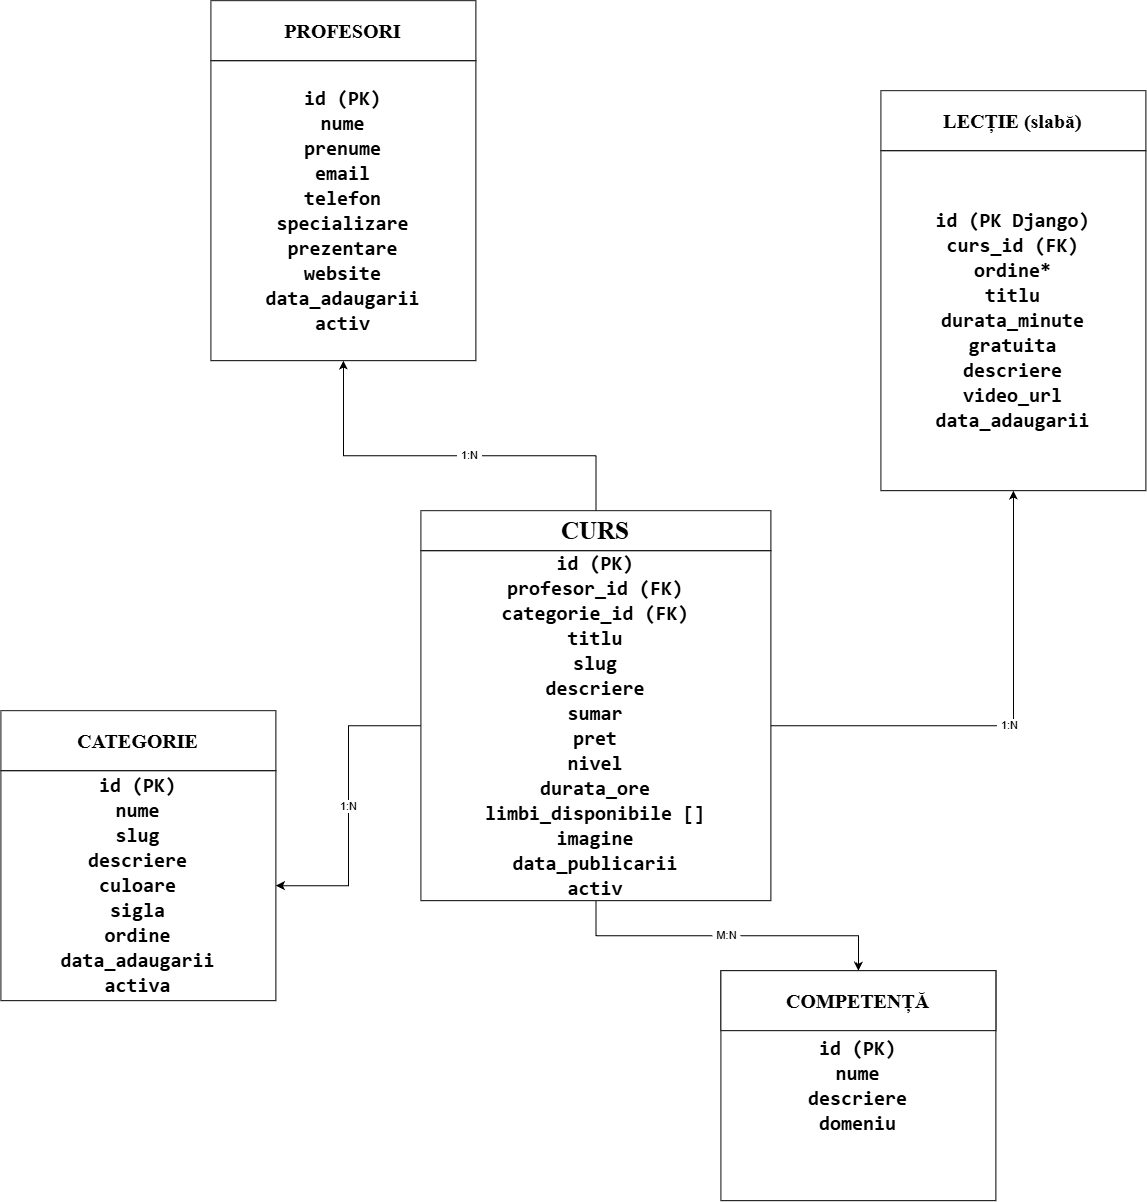 PROFESORI
id (PK)
nume
prenume
email
telefon
specializare
prezentare
website
data_adaugarii
activ
LECȚIE (slabă)
id (PK Django)
curs_id (FK)
ordine*
titlu
durata_minute
gratuita
descriere
video_url
data_adaugarii
1:N
CURS
id (PK)
profesor_id (FK)
categorie_id (FK)
titlu
slug
descriere
sumar
pret
nivel
durata_ore
limbi_disponibile []
imagine
data_publicarii
activ
1:N
CATEGORIE
id (PK)
nume
slug
descriere
culoare
sigla
ordine
data_adaugarii
activa
1:N
M:N
COMPETENȚĂ
id (PK)
nume
descriere
domeniu